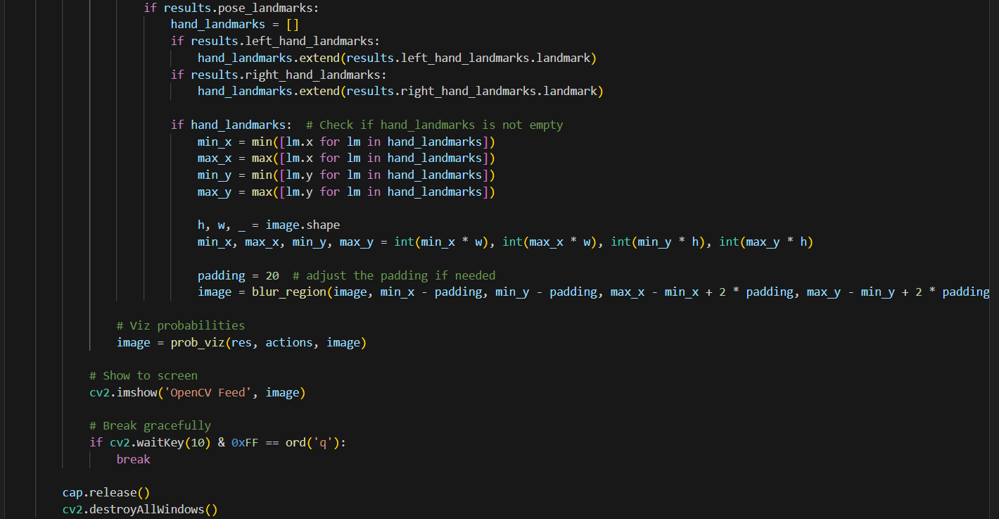 if results.pose_landmarks:
hand_landmarks = []
if results.left_hand_landmarks:
hand_landmarks.extend(results.left_hand_landmarks.landmark)
if results.right_hand_landmarks:
hand_landmarks.extend(results.right_hand_landmarks.landmark)
if hand_landmarks:  # Check if hand_landmarks is not empty
min_x = min([lm.x for lm in hand_landmarks])
max_x = max([lm.x for lm in hand_landmarks])
min_y = min([lm.y for lm in hand_landmarks])
max_y = max([lm.y for lm in hand_landmarks])
h, w, _ = image.shape
min_x, max_x, min_y, max_y = int(min_x * w), int(max_x * w), int(min_y * h), int(max_y * h)
padding = 20  # adjust the padding if needed
image = blur_region(image, min_x - padding, min_y - padding, max_x - min_x + 2 * padding, max_y - min_y + 2 * padding
# Viz probabilities
image = prob_viz(res, actions, image)
# Show to screen
cv2.imshow('OpenCV Feed', image)
# Break gracefully
if cv2.waitKey(10) & 0xFF == ord('q'):
break
cap.release()
cv2.destroyAllWindows()